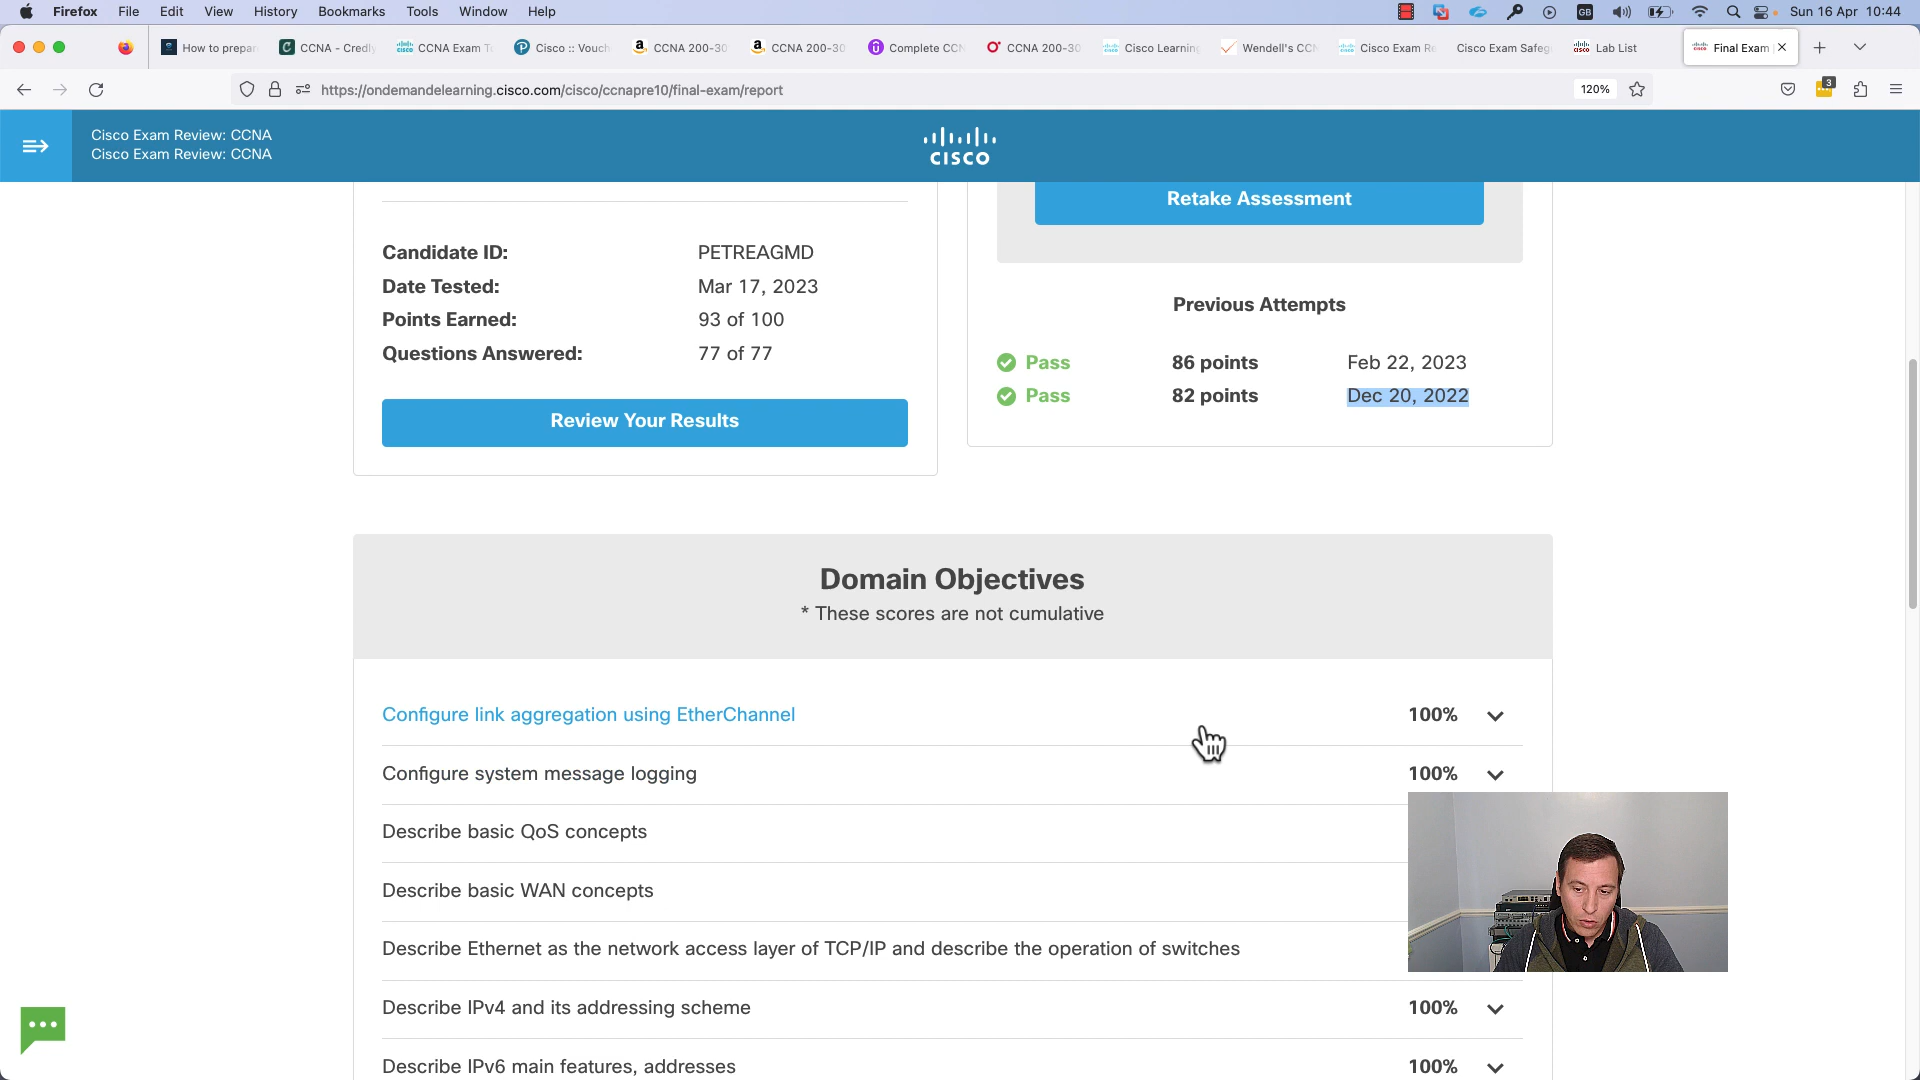 Firefox File Edit View History Bookmarks Tools Window Help GB Sun 16 Apr 10:44
How to prepar CCNA - Credly CCNA Exam T Cisco :: Vouch CCNA 200-30 CCNA 200-30 Complete CCN CCNA 200-30 Cisco Learning Wendell's CCN Cisco Exam Re Cisco Exam Safeg Lab List Final Exam
https://ondemandelearning.cisco.com/cisco/ccnapre10/final-exam/report 120% 3
Cisco Exam Review: CCNA
Cisco Exam Review: CCNA
CISCO
Retake Assessment
Candidate ID: PETREAGMD
Date Tested: Mar 17, 2023
Points Earned: 93 of 100
Questions Answered: 77 of 77
Review Your Results
Previous Attempts
Pass 86 points Feb 22, 2023
Pass 82 points Dec 20, 2022
Domain Objectives
* These scores are not cumulative
Configure link aggregation using EtherChannel 100%
Configure system message logging 100%
Describe basic QoS concepts
Describe basic WAN concepts
Describe Ethernet as the network access layer of TCP/IP and describe the operation of switches
Describe IPv4 and its addressing scheme 100%
Describe IPv6 main features, addresses 100%